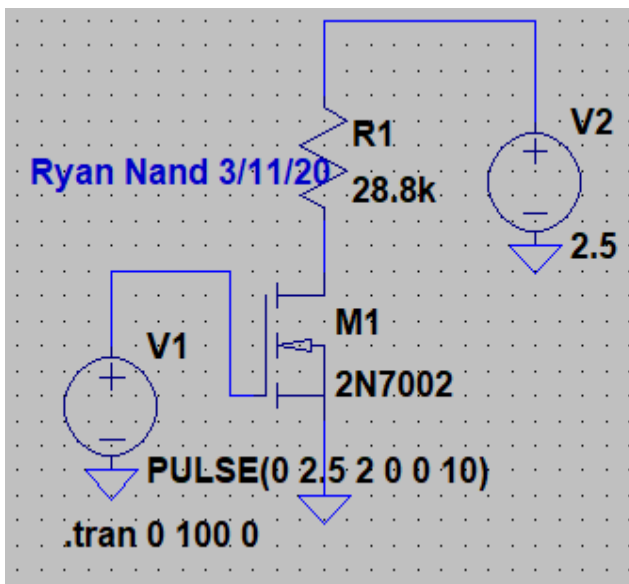 R1
V2
Ryan Nand 3/11/20
28.8k
2.5
M1
V1
2N7002
PULSE(0 2.5 2 0 0 10)
.tran 0 100 0